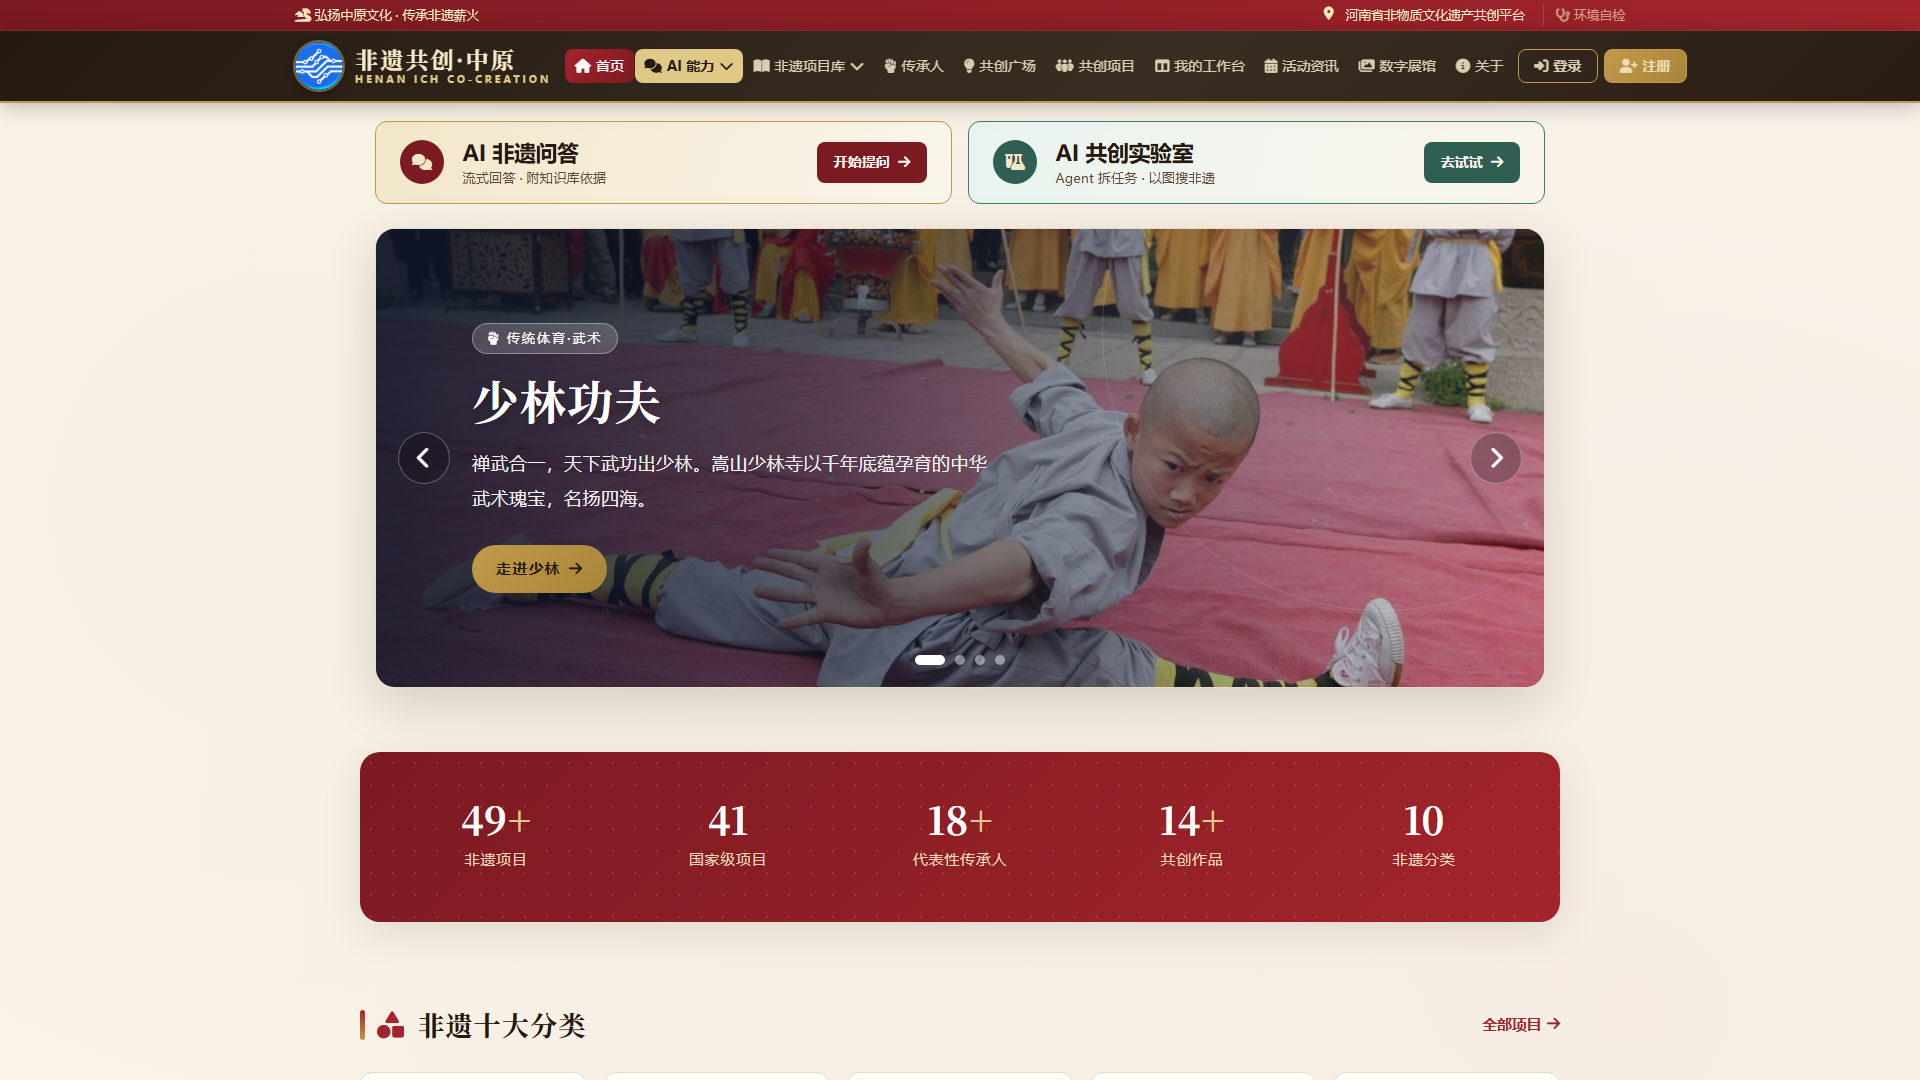 弘扬中原文化 · 传承非遗薪火
河南省非物质文化遗产共创平台
环境自检
非遗共创·中原
HENAN ICH CO-CREATION
首页
AI 能力
非遗项目库
传承人
共创广场
共创项目
我的工作台
活动资讯
数字展馆
关于
登录
注册
AI 非遗问答
流式回答 · 附知识库依据
开始提问
AI 共创实验室
Agent 拆任务 · 以图搜非遗
去试试
传统体育·武术
少林功夫
禅武合一，天下武功出少林。嵩山少林寺以千年底蕴孕育的中华
武术瑰宝，名扬四海。
走进少林
49+
非遗项目
41
国家级项目
18+
代表性传承人
14+
共创作品
10
非遗分类
非遗十大分类
全部项目